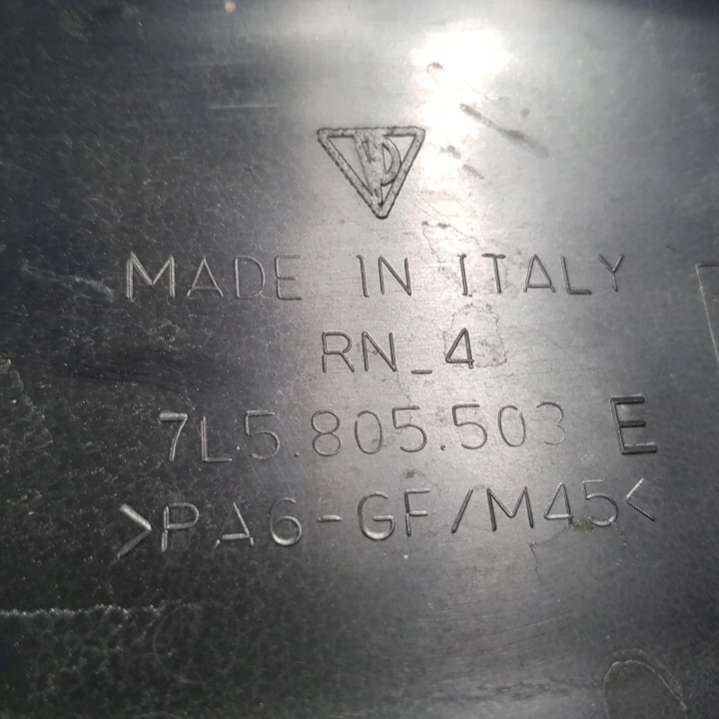 MADE IN ITALY
RN_4
7L5.805.503 E
>PA6-GF/M45<